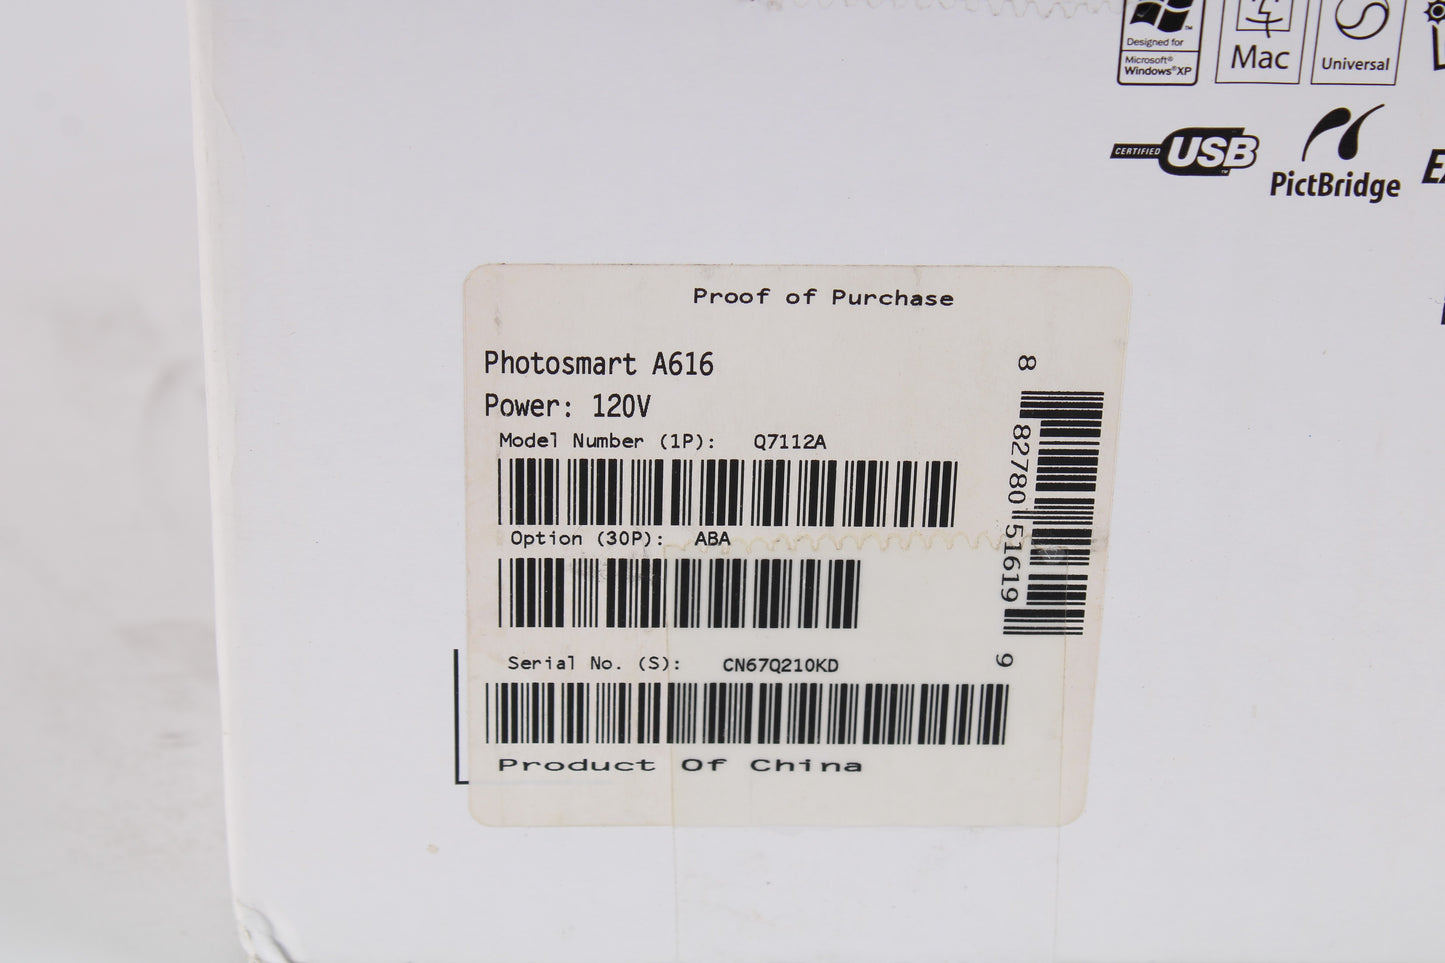 Designed for
Microsoft®
Windows®XP
Mac
Universal
CERTIFIED USB
PictBridge
Proof of Purchase
Photosmart A616
Power: 120V
Model Number (1P): Q7112A
Option (30P): ABA
Serial No. (S): CN67Q210KD
Product Of China
8 82780 51619 9